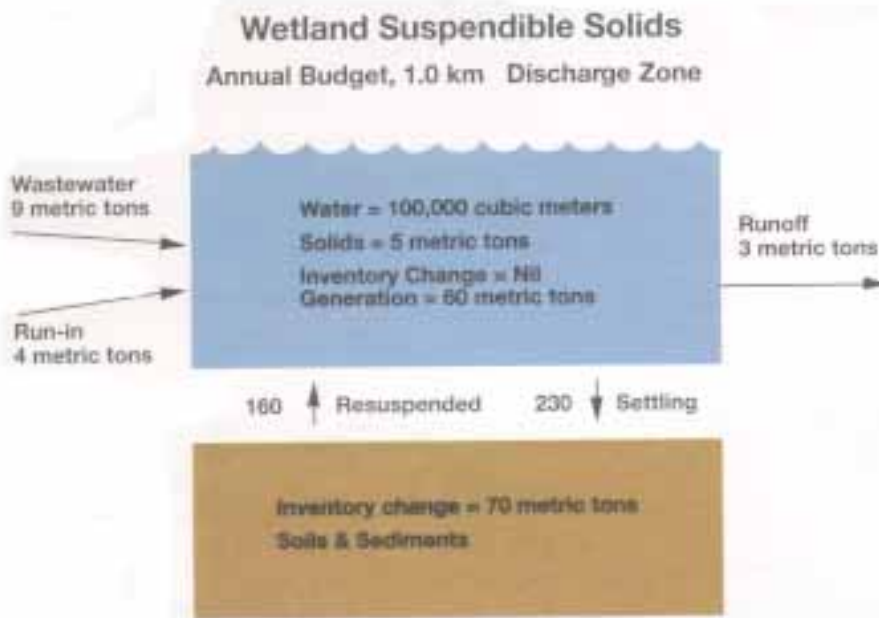 Wetland Suspendible Solids
Annual Budget, 1.0 km Discharge Zone
Wastewater
9 metric tons
Water = 100,000 cubic meters
Solids = 5 metric tons
Inventory Change = Nil
Generation = 60 metric tons
Runoff
3 metric tons
Run-in
4 metric tons
160 Resuspended 230 Settling
Inventory change = 70 metric tons
Soils & Sediments